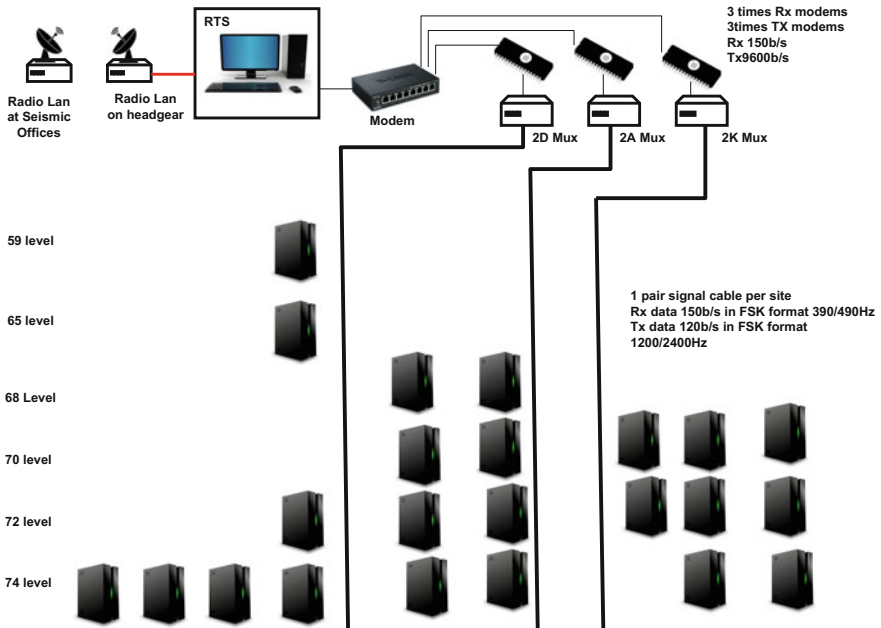 RTS
3 times Rx modems
3times TX modems
Rx 150b/s
Tx9600b/s
Radio Lan
at Seismic
Offices
Radio Lan
on headgear
Modem
2D Mux
2A Mux
2K Mux
59 level
1 pair signal cable per site
Rx data 150b/s in FSK format 390/490Hz
Tx data 120b/s in FSK format
1200/2400Hz
65 level
68 Level
70 level
72 level
74 level